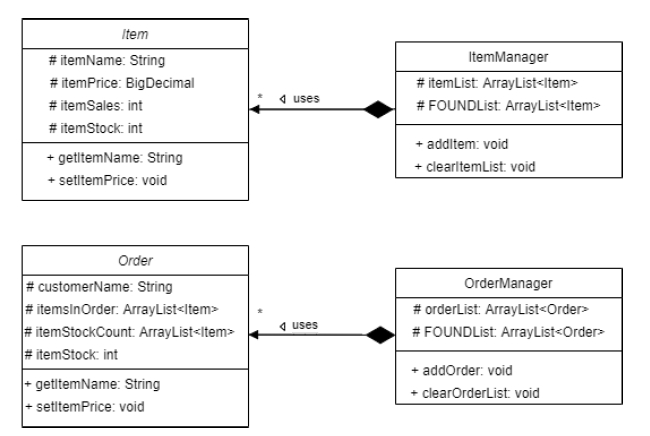 Item
# itemName: String
# itemPrice: BigDecimal
# itemSales: int
# itemStock: int
+ getItemName: String
+ setItemPrice: void
* uses
ItemManager
# itemList: ArrayList<Item>
# FOUNDList: ArrayList<Item>
+ addItem: void
+ clearItemList: void
Order
# customerName: String
# itemsInOrder: ArrayList<Item>
# itemStockCount: ArrayList<Item>
# itemStock: int
+ getItemName: String
+ setItemPrice: void
* uses
OrderManager
# orderList: ArrayList<Order>
# FOUNDList: ArrayList<Order>
+ addOrder: void
+ clearOrderList: void